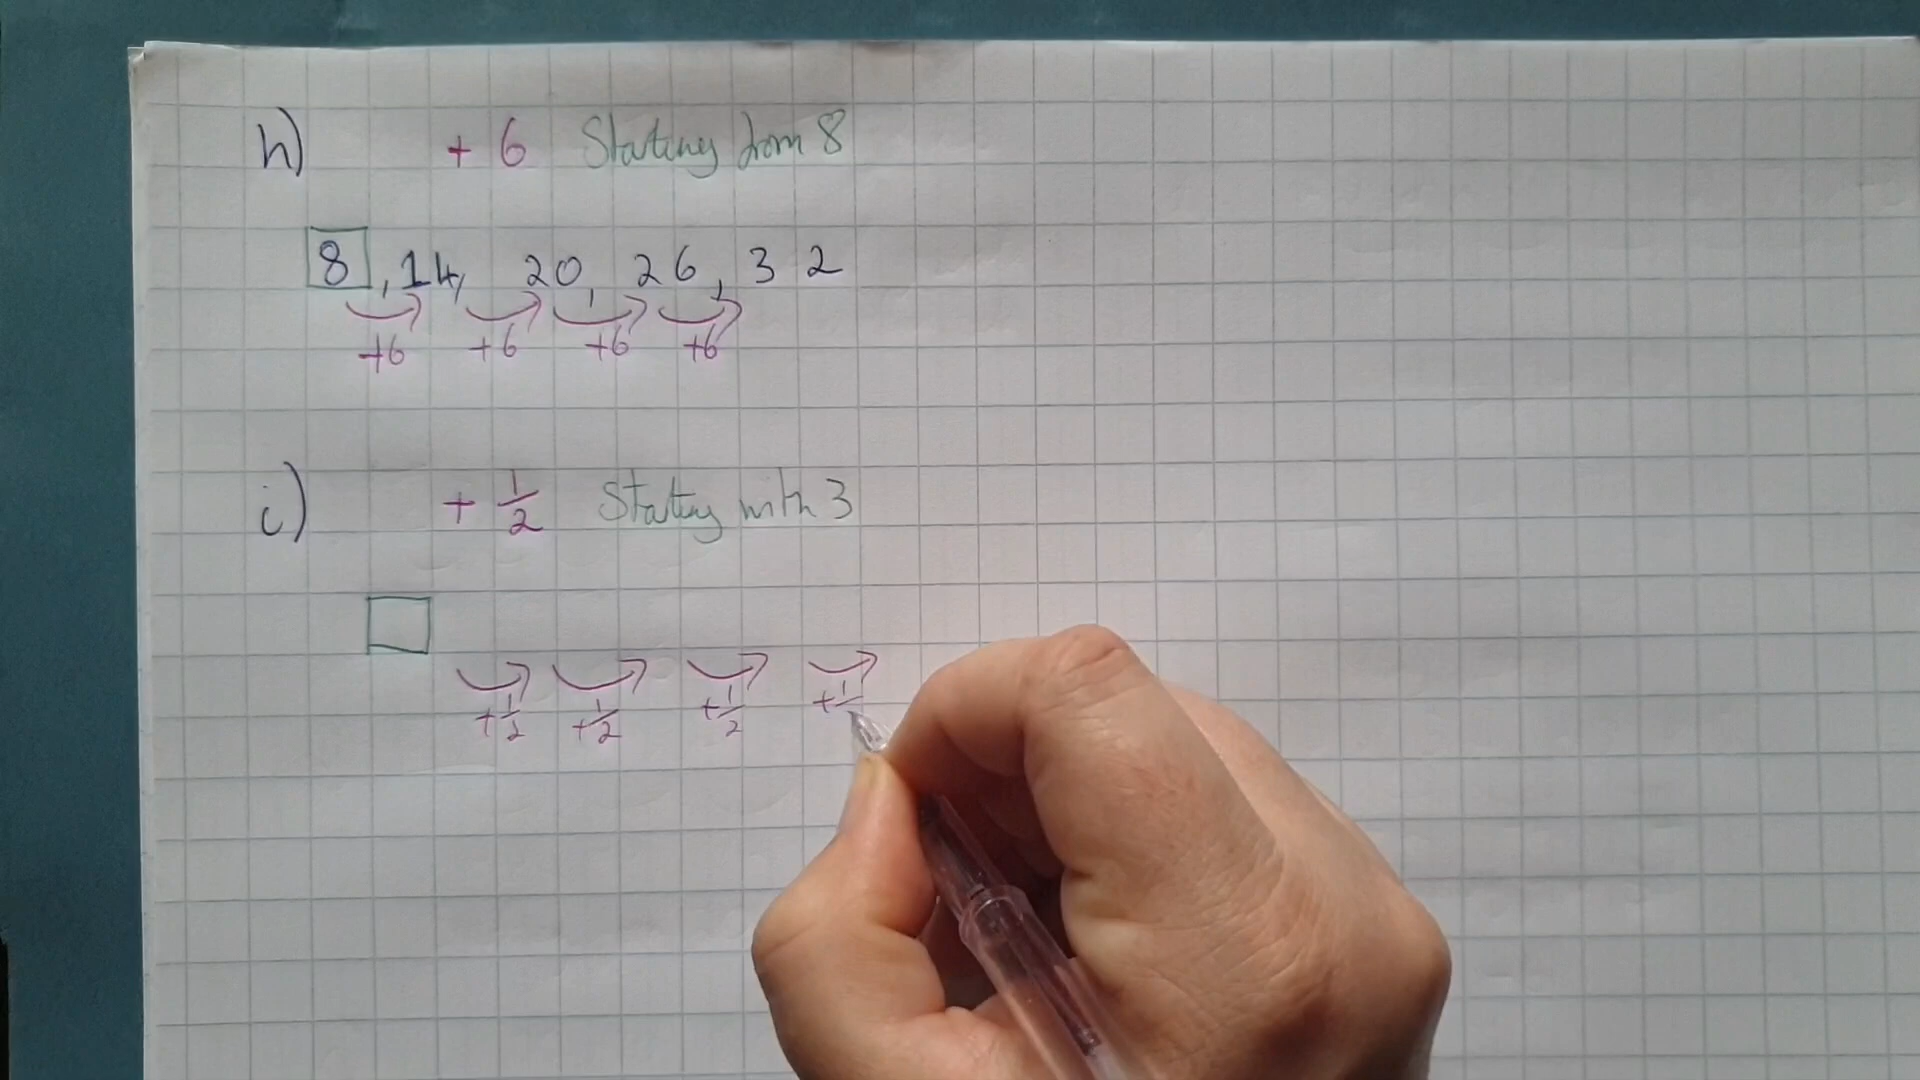 h) + 6 Starting from 8
8, 14, 20, 26, 32
+6 +6 +6 +6
i) + 1/2 Starting with 3
+1/2 +1/2 +1/2 +1/